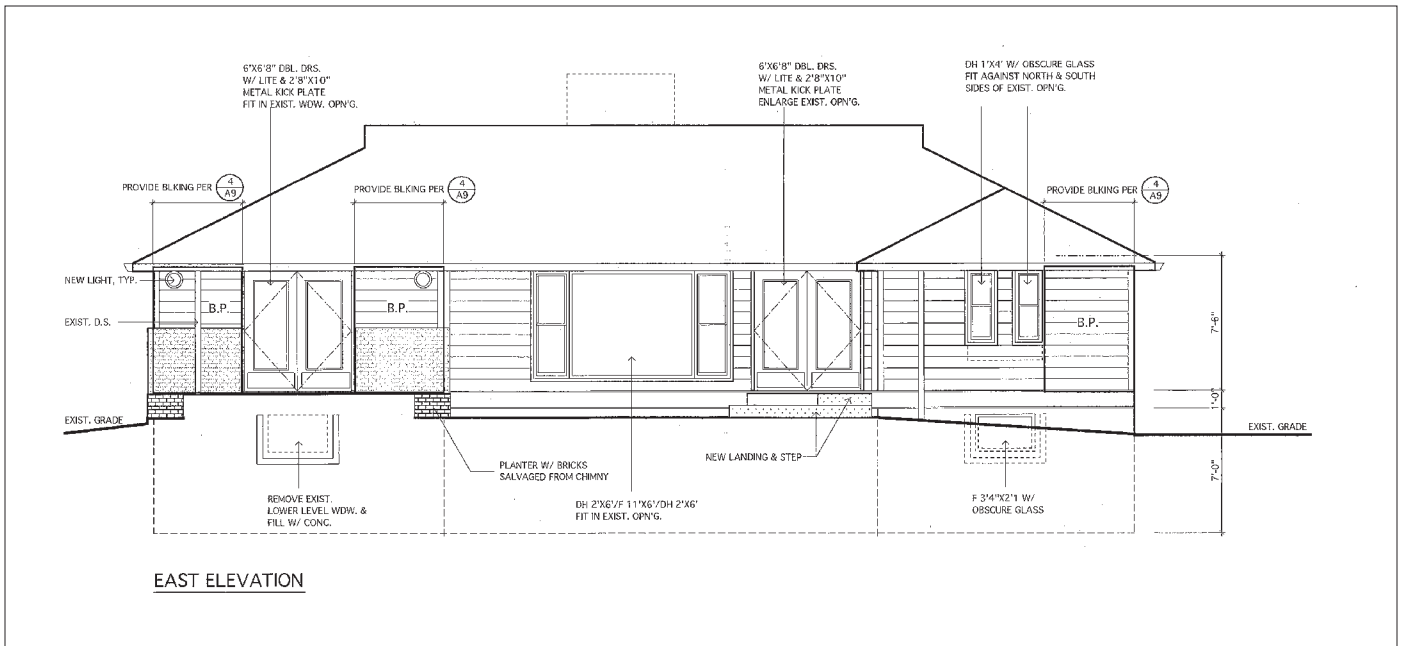 6'X6'8" DBL. DRS.
W/ LITE & 2'8"X10"
METAL KICK PLATE
FIT IN EXIST. WDW. OPN'G.
6'X6'8" DBL. DRS.
W/ LITE & 2'8"X10"
METAL KICK PLATE
ENLARGE EXIST. OPN'G.
DH 1'X4' W/ OBSCURE GLASS
FIT AGAINST NORTH & SOUTH
SIDES OF EXIST. OPN'G.
PROVIDE BLKING PER
4
A9
PROVIDE BLKING PER
4
A9
PROVIDE BLKING PER
4
A9
NEW LIGHT, TYP.
B.P.
B.P.
B.P.
EXIST. D.S.
7'-6"
1'-0"
7'-0"
EXIST. GRADE
EXIST. GRADE
NEW LANDING & STEP
PLANTER W/ BRICKS
SALVAGED FROM CHIMNY
REMOVE EXIST.
LOWER LEVEL WDW. &
FILL W/ CONC.
DH 2'X6'/F 11'X6'/DH 2'X6'
FIT IN EXIST. OPN'G.
F 3'4"X2'1 W/
OBSCURE GLASS
EAST ELEVATION